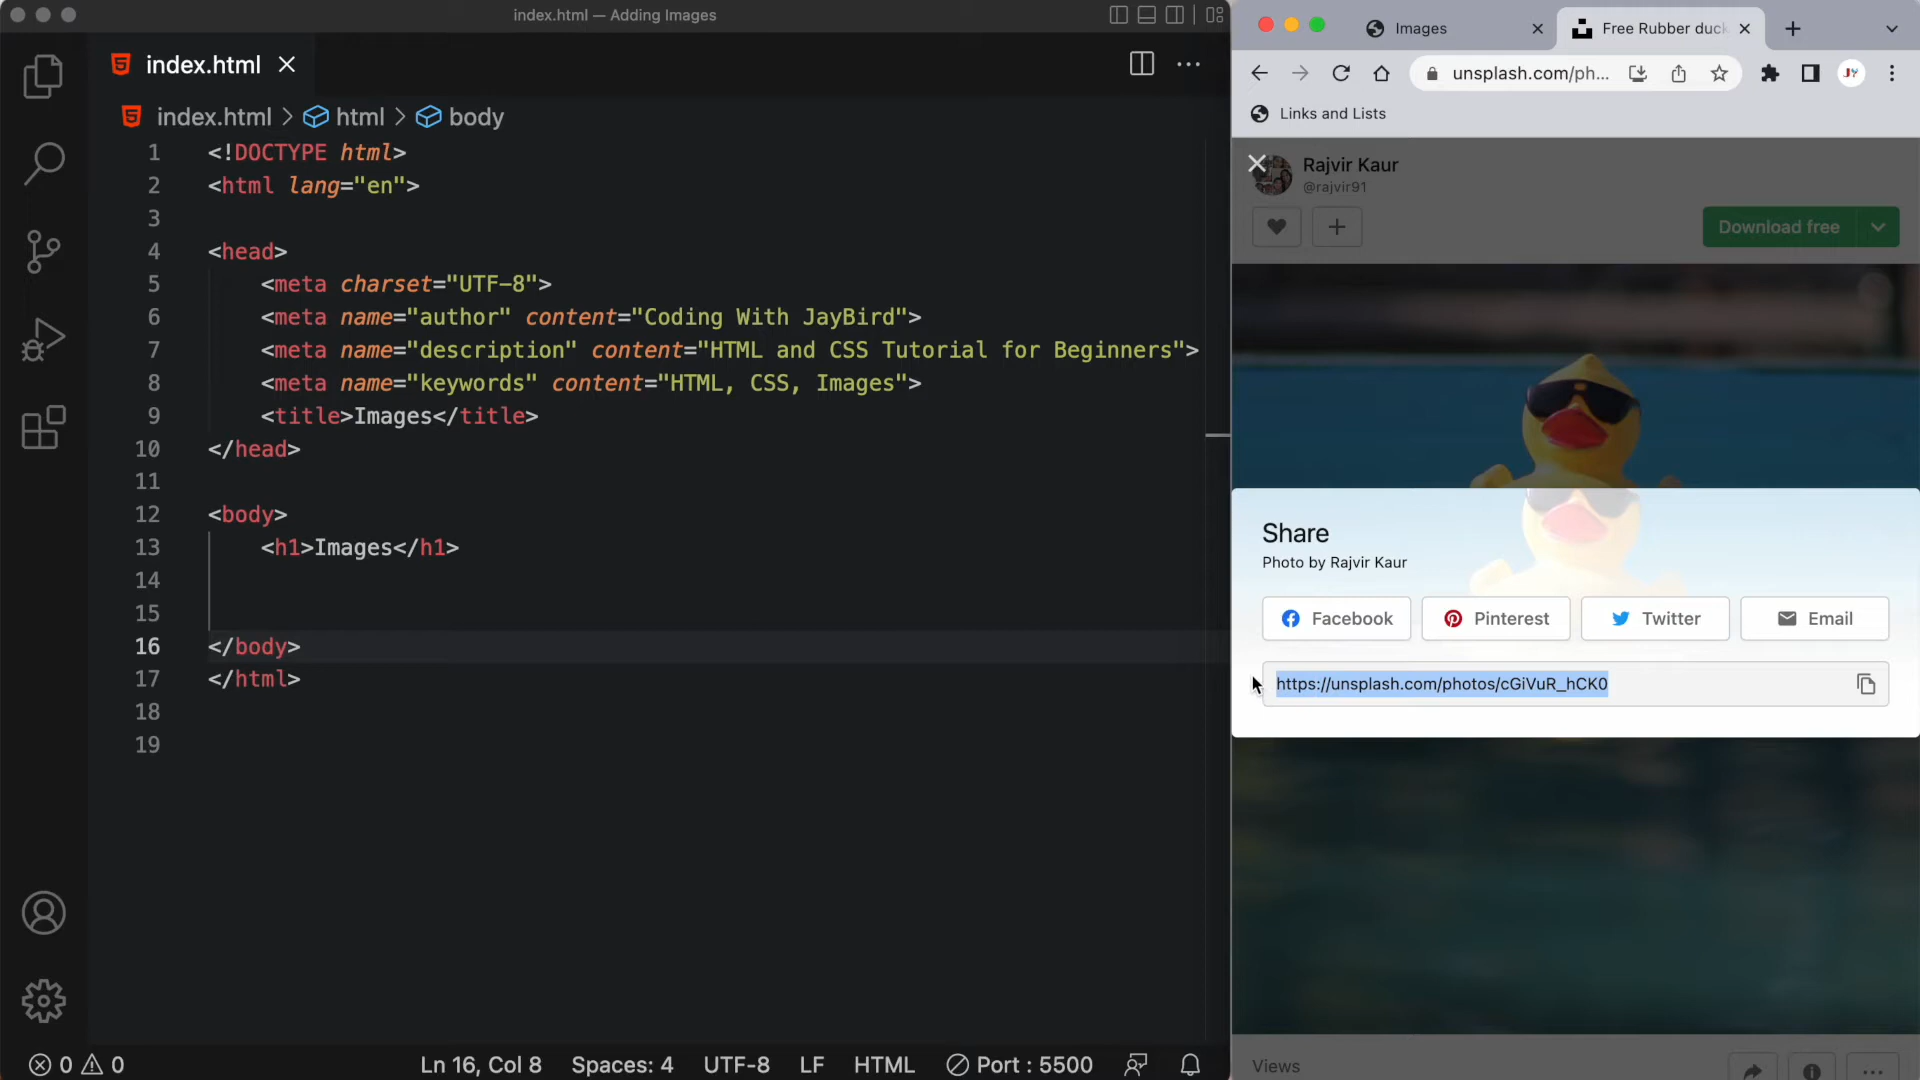 index.html — Adding Images
index.html
index.html > html > body
1 <!DOCTYPE html>
2 <html lang="en">
3
4 <head>
5 <meta charset="UTF-8">
6 <meta name="author" content="Coding With JayBird">
7 <meta name="description" content="HTML and CSS Tutorial for Beginners">
8 <meta name="keywords" content="HTML, CSS, Images">
9 <title>Images</title>
10 </head>
11
12 <body>
13 <h1>Images</h1>
14
15
16 </body>
17 </html>
18
19
0 0 Ln 16, Col 8 Spaces: 4 UTF-8 LF HTML Port : 5500
Images Free Rubber duck
unsplash.com/ph...
Links and Lists
Rajvir Kaur
@rajvir91
Download free
Share
Photo by Rajvir Kaur
Facebook Pinterest Twitter Email
https://unsplash.com/photos/cGiVuR_hCK0
Views